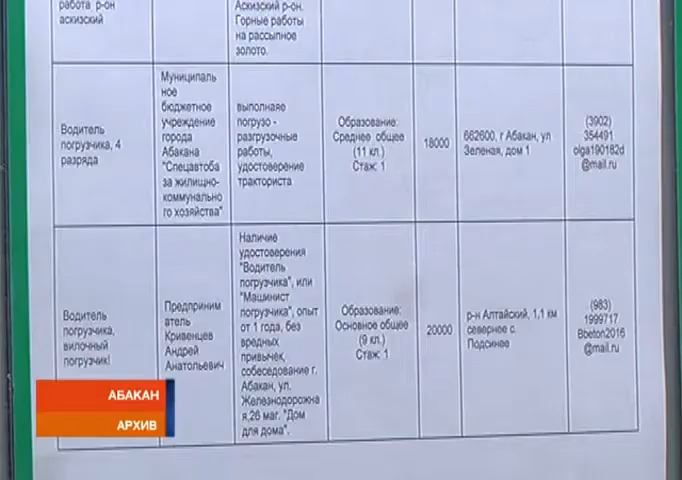 работа р-он
аскизский
Аскизский р-он.
Горные работы
на рассыпное
золото.
Водитель
погрузчика, 4
разряда
Муниципаль
ное
бюджетное
учреждение
города
Абакана
"Спецавтоба
за жилищно-
коммунально
го хозяйства"
выполняе
погрузо -
разгрузочные
работы,
удостоверение
тракториста
Образование:
Среднее общее
(11 кл.)
Стаж: 1
18000
662600, г Абакан, ул
Зеленая, дом 1
(3902)
354491
olga190182d
@mail.ru
Водитель
погрузчика,
вилочный
погрузчик!
Предприним
атель
Кривенцев
Андрей
Анатольевич
Наличие
удостоверения
"Водитель
погрузчика", или
"Машинист
погрузчика", опыт
от 1 года, без
вредных
привычек,
собеседование г.
Абакан, ул.
Железнодорожна
я,26 маг. "Дом
для дома".
Образование:
Основное общее
(9 кл.)
Стаж: 1
20000
р-н Алтайский, 1,1 км
севернее с.
Подсинее
(983)
1999717
Bbeton2016
@mail.ru
АБАКАН
АРХИВ